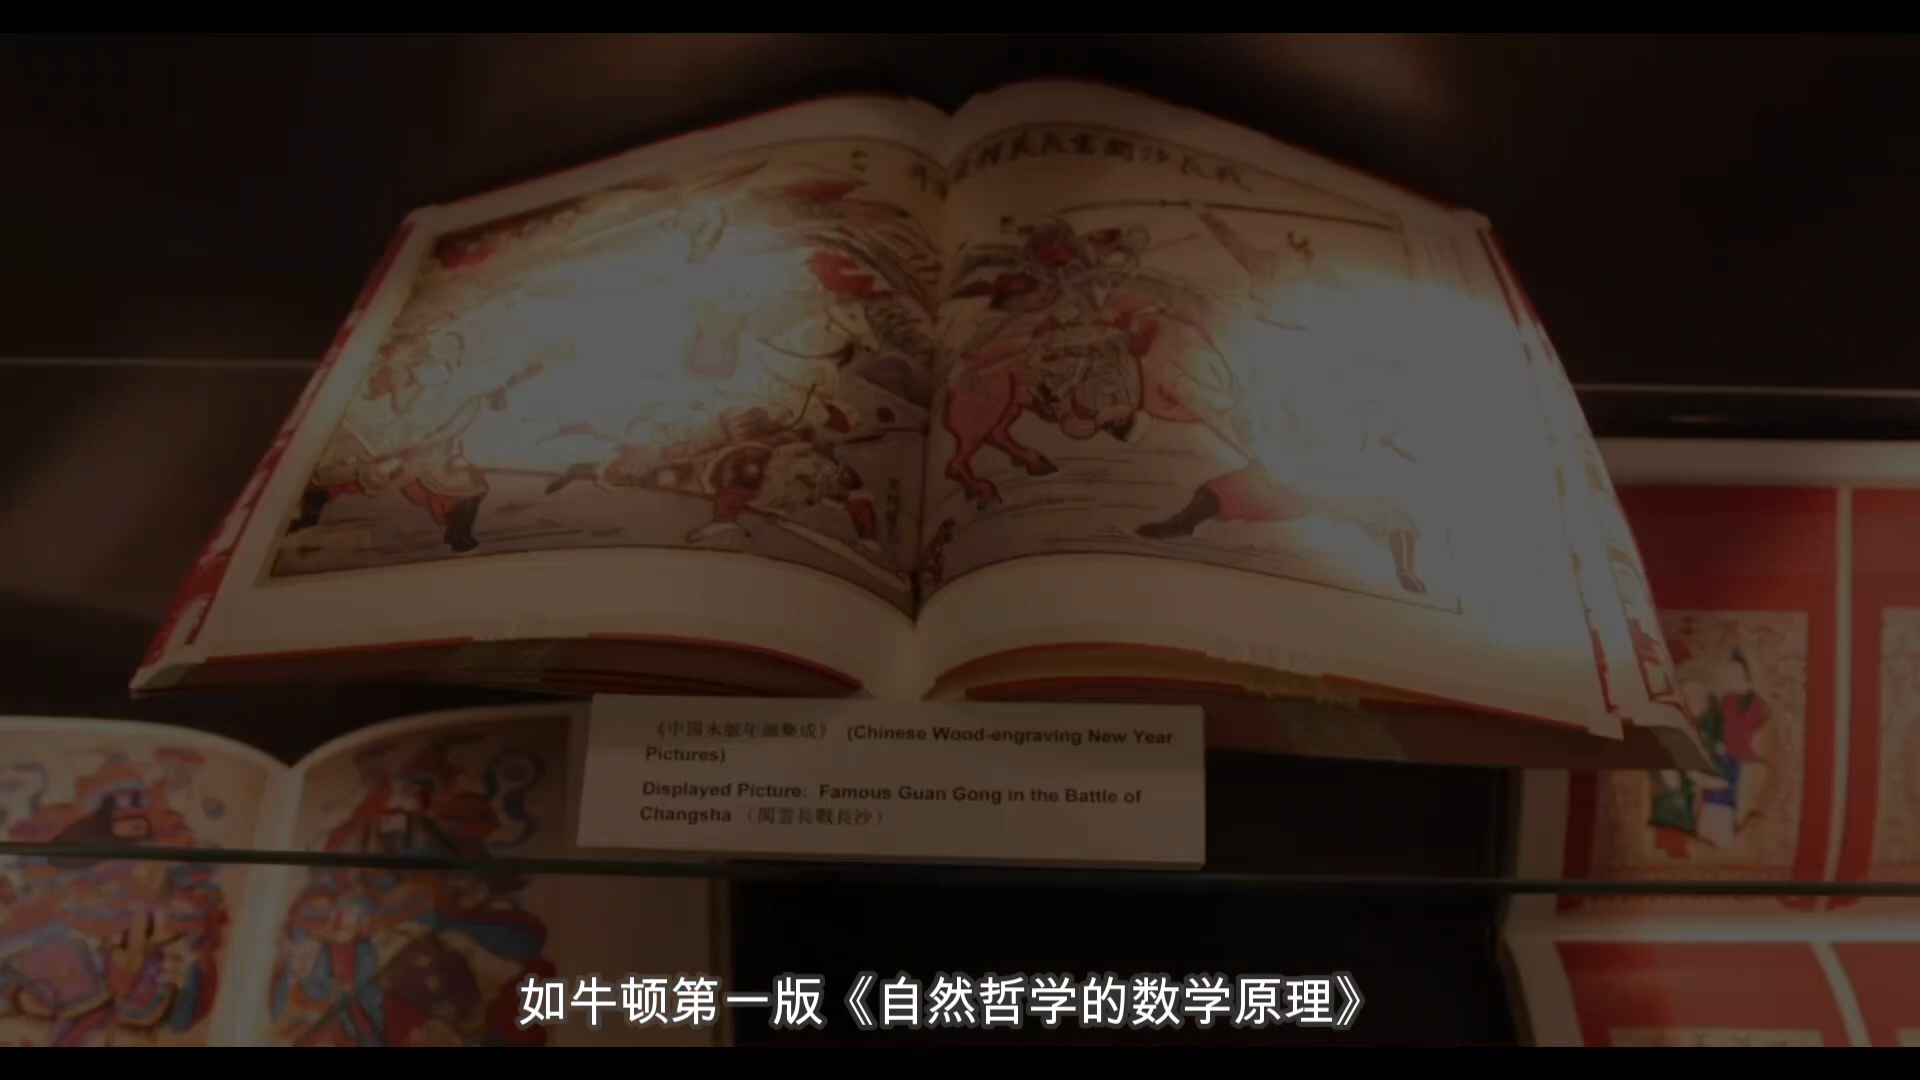 《中国木版年画集成》 (Chinese Wood-engraving New Year
Pictures)
Displayed Picture: Famous Guan Gong in the Battle of
Changsha （関雲長戰長沙）
如牛顿第一版《自然哲学的数学原理》